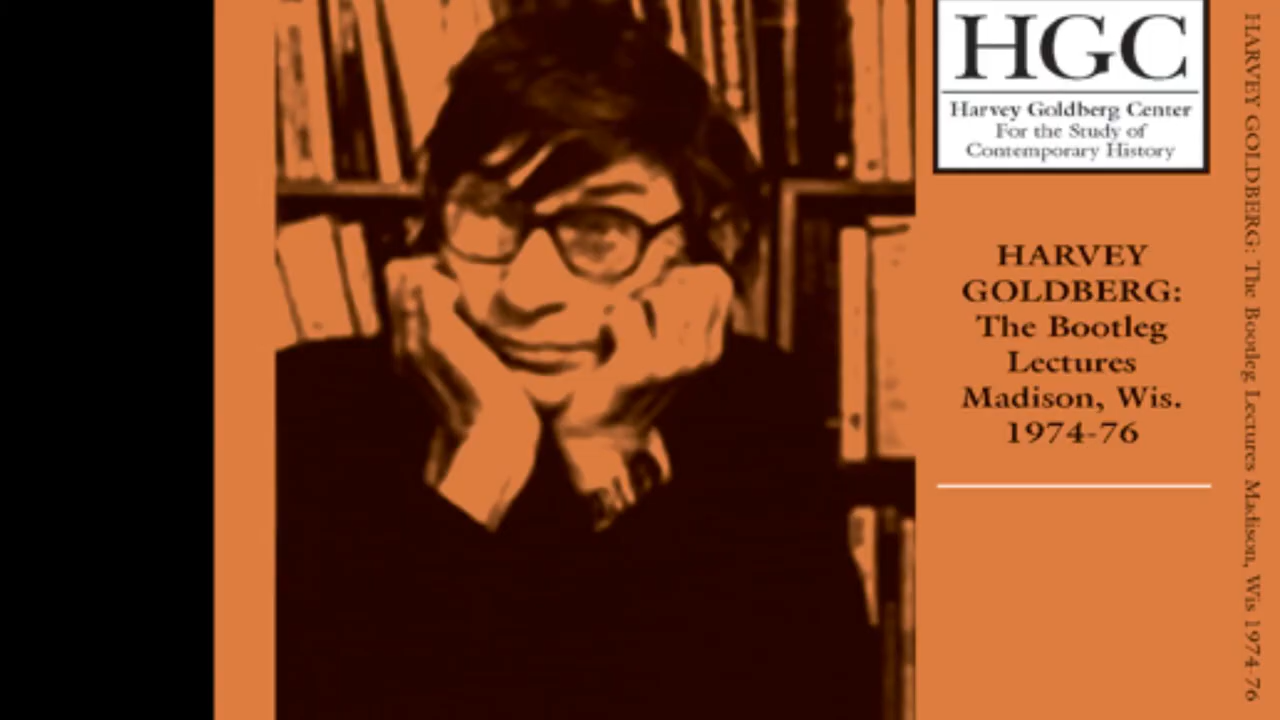 HGC
Harvey Goldberg Center
For the Study of
Contemporary History
HARVEY
GOLDBERG:
The Bootleg
Lectures
Madison, Wis.
1974-76
HARVEY GOLDBERG: The Bootleg Lectures Madison, Wis 1974-76